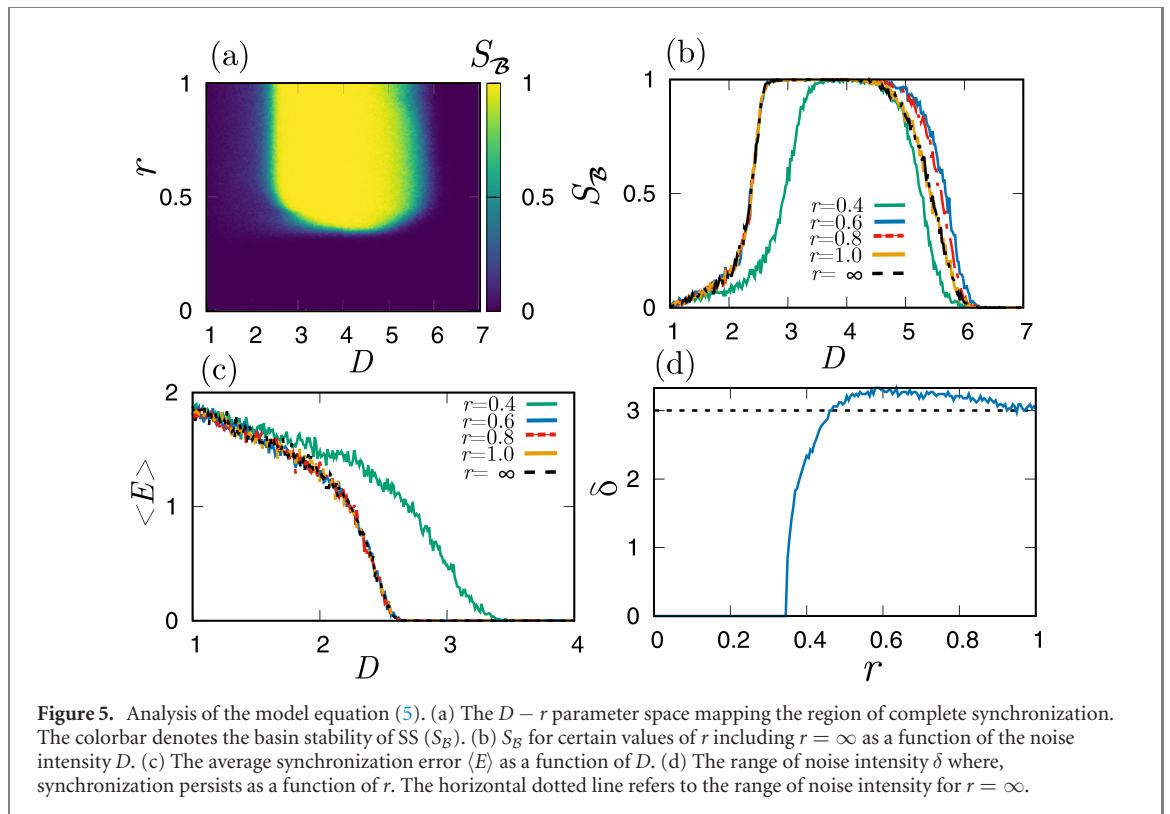 (a)
S_B
1
1
r
0.5
0.5
0
0
1 2 3 4 5 6 7
D
(b)
1
S_B
0.5
0
r=0.4
r=0.6
r=0.8
r=1.0
r= ∞
1 2 3 4 5 6 7
D
(c)
2
<E>
1
0
r=0.4
r=0.6
r=0.8
r=1.0
r= ∞
1 2 3 4
D
(d)
3
δ
2
1
0
0 0.2 0.4 0.6 0.8 1
r
Figure 5. Analysis of the model equation (5). (a) The D − r parameter space mapping the region of complete synchronization.
The colorbar denotes the basin stability of SS (S_B). (b) S_B for certain values of r including r = ∞ as a function of the noise
intensity D. (c) The average synchronization error ⟨E⟩ as a function of D. (d) The range of noise intensity δ where,
synchronization persists as a function of r. The horizontal dotted line refers to the range of noise intensity for r = ∞.